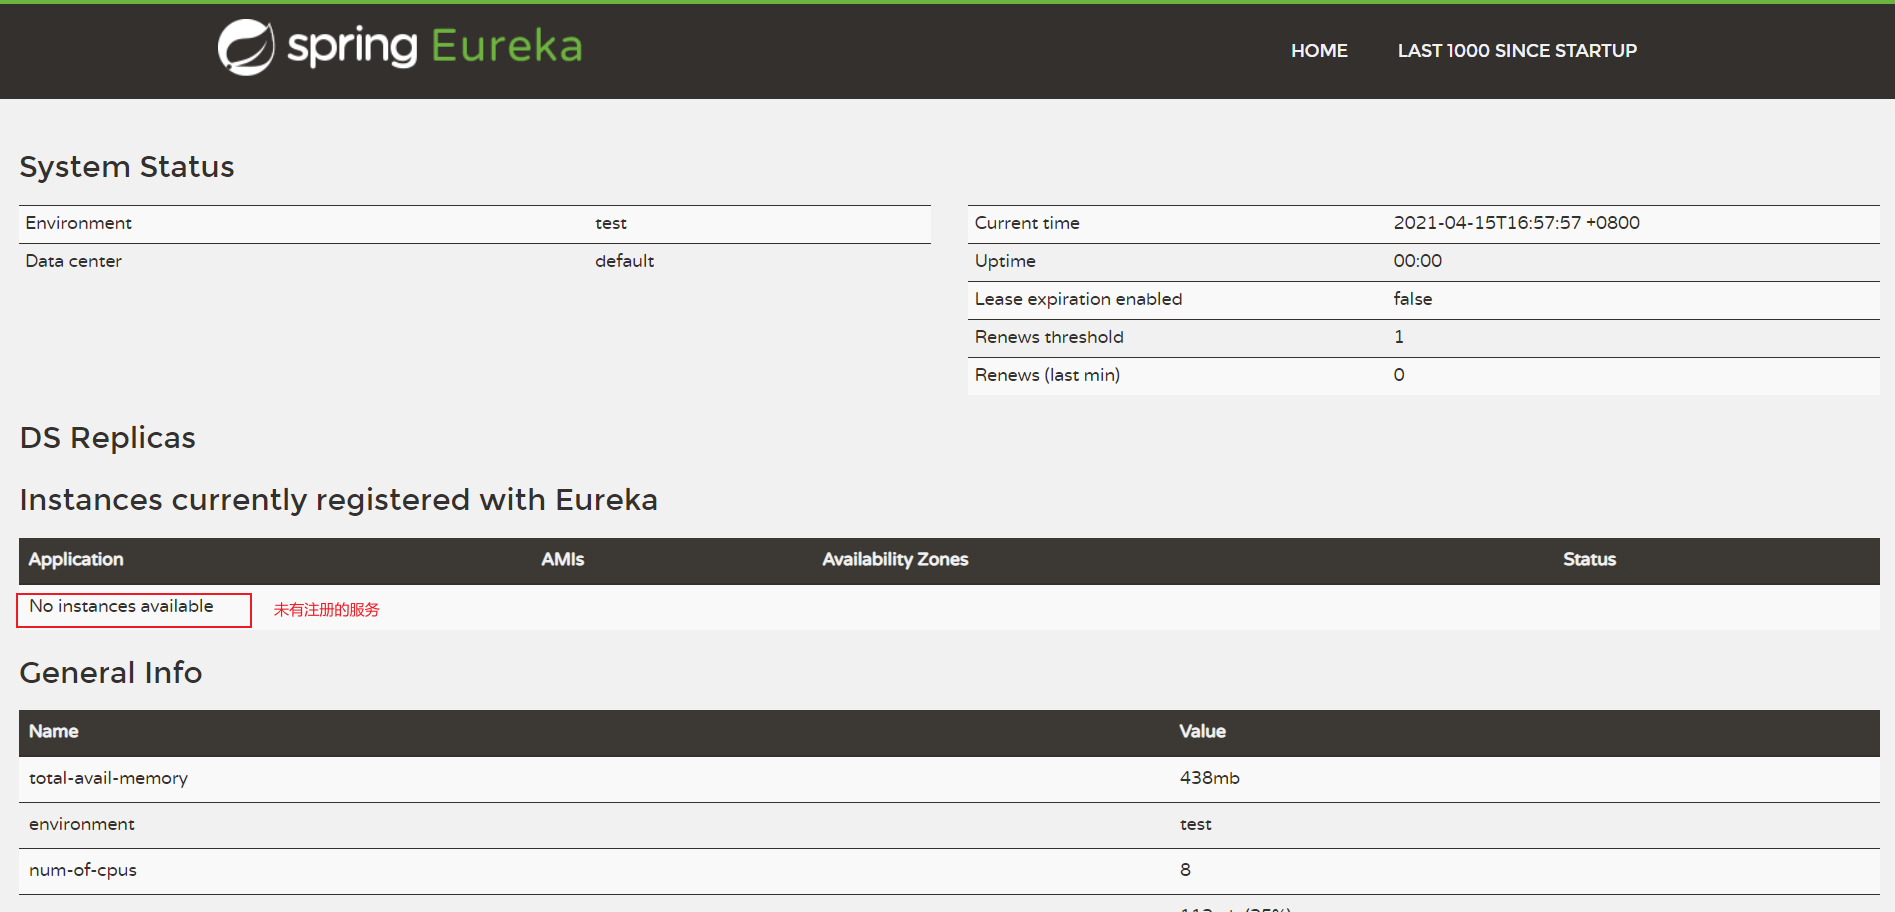 spring Eureka
HOME LAST 1000 SINCE STARTUP
System Status
Environment test
Data center default
Current time 2021-04-15T16:57:57 +0800
Uptime 00:00
Lease expiration enabled false
Renews threshold 1
Renews (last min) 0
DS Replicas
Instances currently registered with Eureka
Application AMIs Availability Zones Status
No instances available 未有注册的服务
General Info
Name Value
total-avail-memory 438mb
environment test
num-of-cpus 8